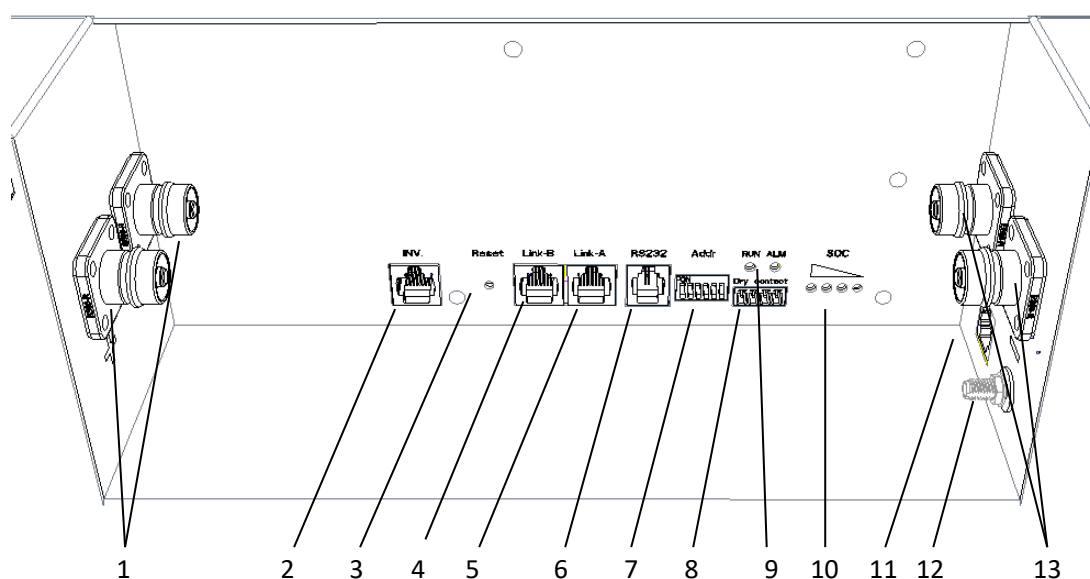 INV. Reset Link-B Link-A RS232 Addr RUN ALM SOC
ON Dry contact
1 2 3 4 5 6 7 8 9 10 11 12 13